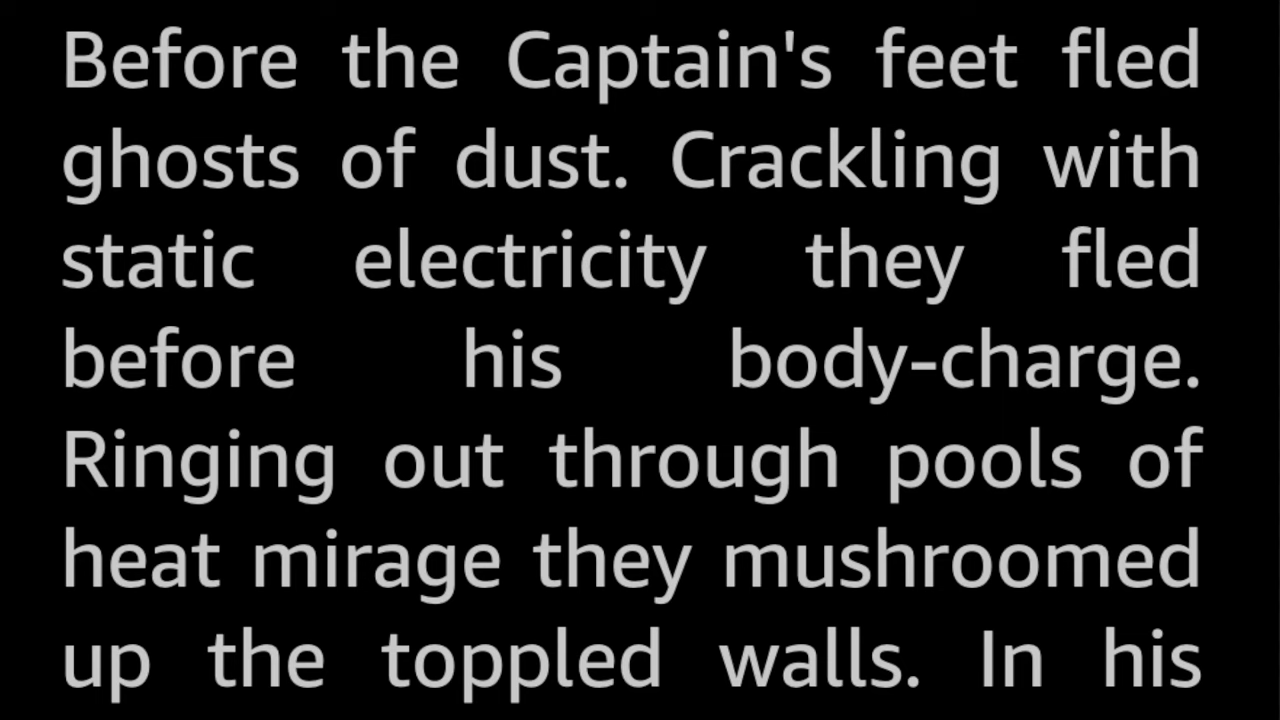 Before the Captain's feet fled
ghosts of dust. Crackling with
static electricity they fled
before his body-charge.
Ringing out through pools of
heat mirage they mushroomed
up the toppled walls. In his